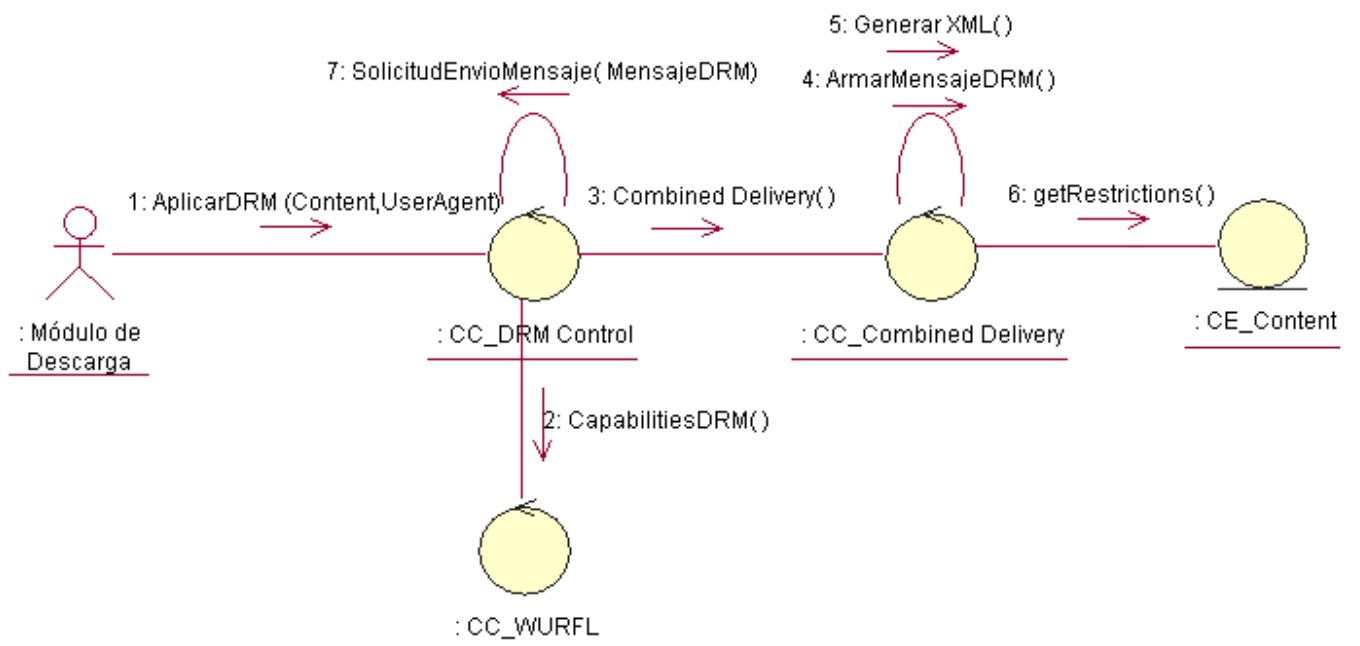 5: Generar XML( )
7: SolicitudEnvioMensaje( MensajeDRM)
4: ArmarMensajeDRM( )
1: AplicarDRM (Content,UserAgent)
3: Combined Delivery( )
6: getRestrictions( )
: Módulo de
Descarga
: CC_DRM Control
: CC_Combined Delivery
: CE_Content
2: CapabilitiesDRM( )
: CC_WURFL